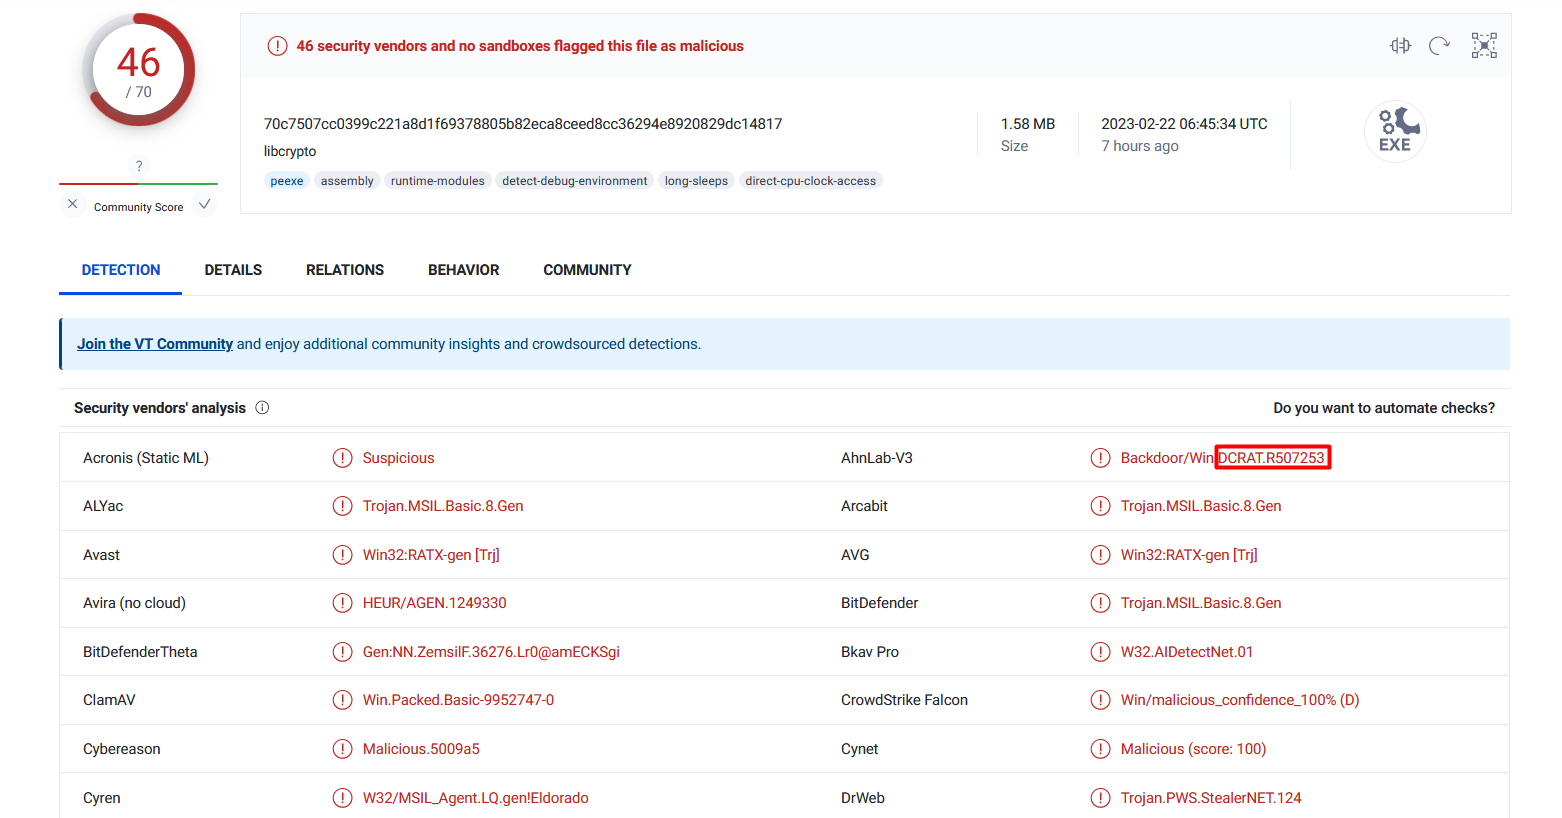 46
/ 70
?
Community Score
46 security vendors and no sandboxes flagged this file as malicious
70c7507cc0399c221a8d1f69378805b82eca8ceed8cc36294e8920829dc14817
libcrypto
peexe assembly runtime-modules detect-debug-environment long-sleeps direct-cpu-clock-access
1.58 MB
Size
2023-02-22 06:45:34 UTC
7 hours ago
EXE
DETECTION DETAILS RELATIONS BEHAVIOR COMMUNITY
Join the VT Community and enjoy additional community insights and crowdsourced detections.
Security vendors' analysis Do you want to automate checks?
Acronis (Static ML) Suspicious AhnLab-V3 Backdoor/Win.DCRAT.R507253
ALYac Trojan.MSIL.Basic.8.Gen Arcabit Trojan.MSIL.Basic.8.Gen
Avast Win32:RATX-gen [Trj] AVG Win32:RATX-gen [Trj]
Avira (no cloud) HEUR/AGEN.1249330 BitDefender Trojan.MSIL.Basic.8.Gen
BitDefenderTheta Gen:NN.ZemsilF.36276.Lr0@amECKSgi Bkav Pro W32.AIDetectNet.01
ClamAV Win.Packed.Basic-9952747-0 CrowdStrike Falcon Win/malicious_confidence_100% (D)
Cybereason Malicious.5009a5 Cynet Malicious (score: 100)
Cyren W32/MSIL_Agent.LQ.gen!Eldorado DrWeb Trojan.PWS.StealerNET.124